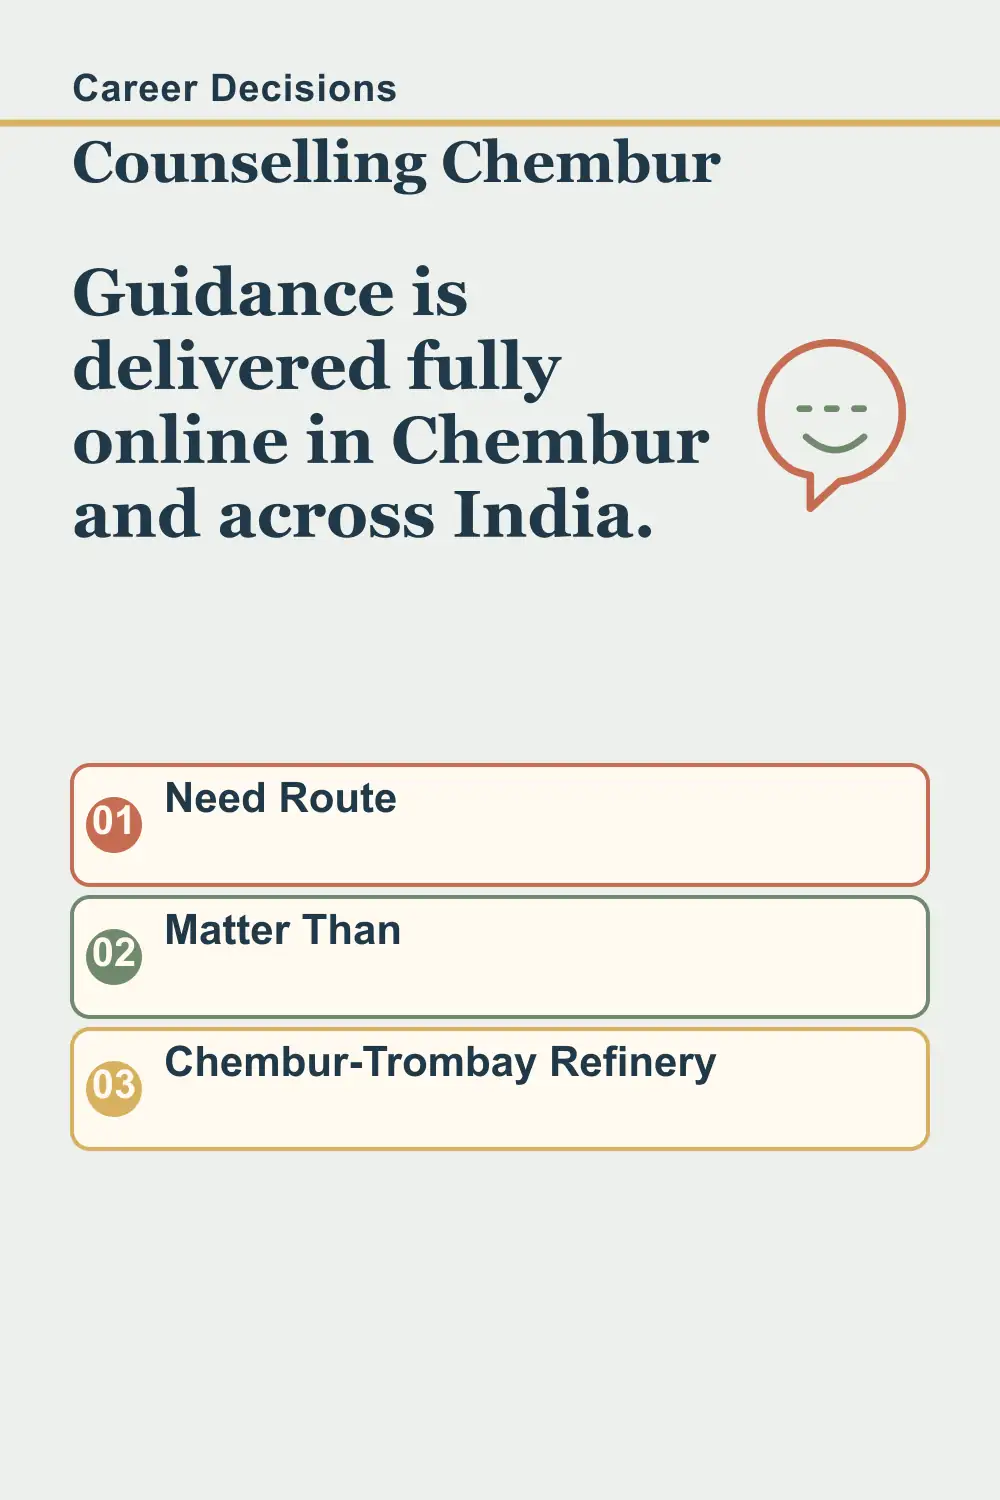 Career Decisions
Counselling Chembur
Guidance is
delivered fully
online in Chembur
and across India.
01 Need Route
02 Matter Than
03 Chembur-Trombay Refinery